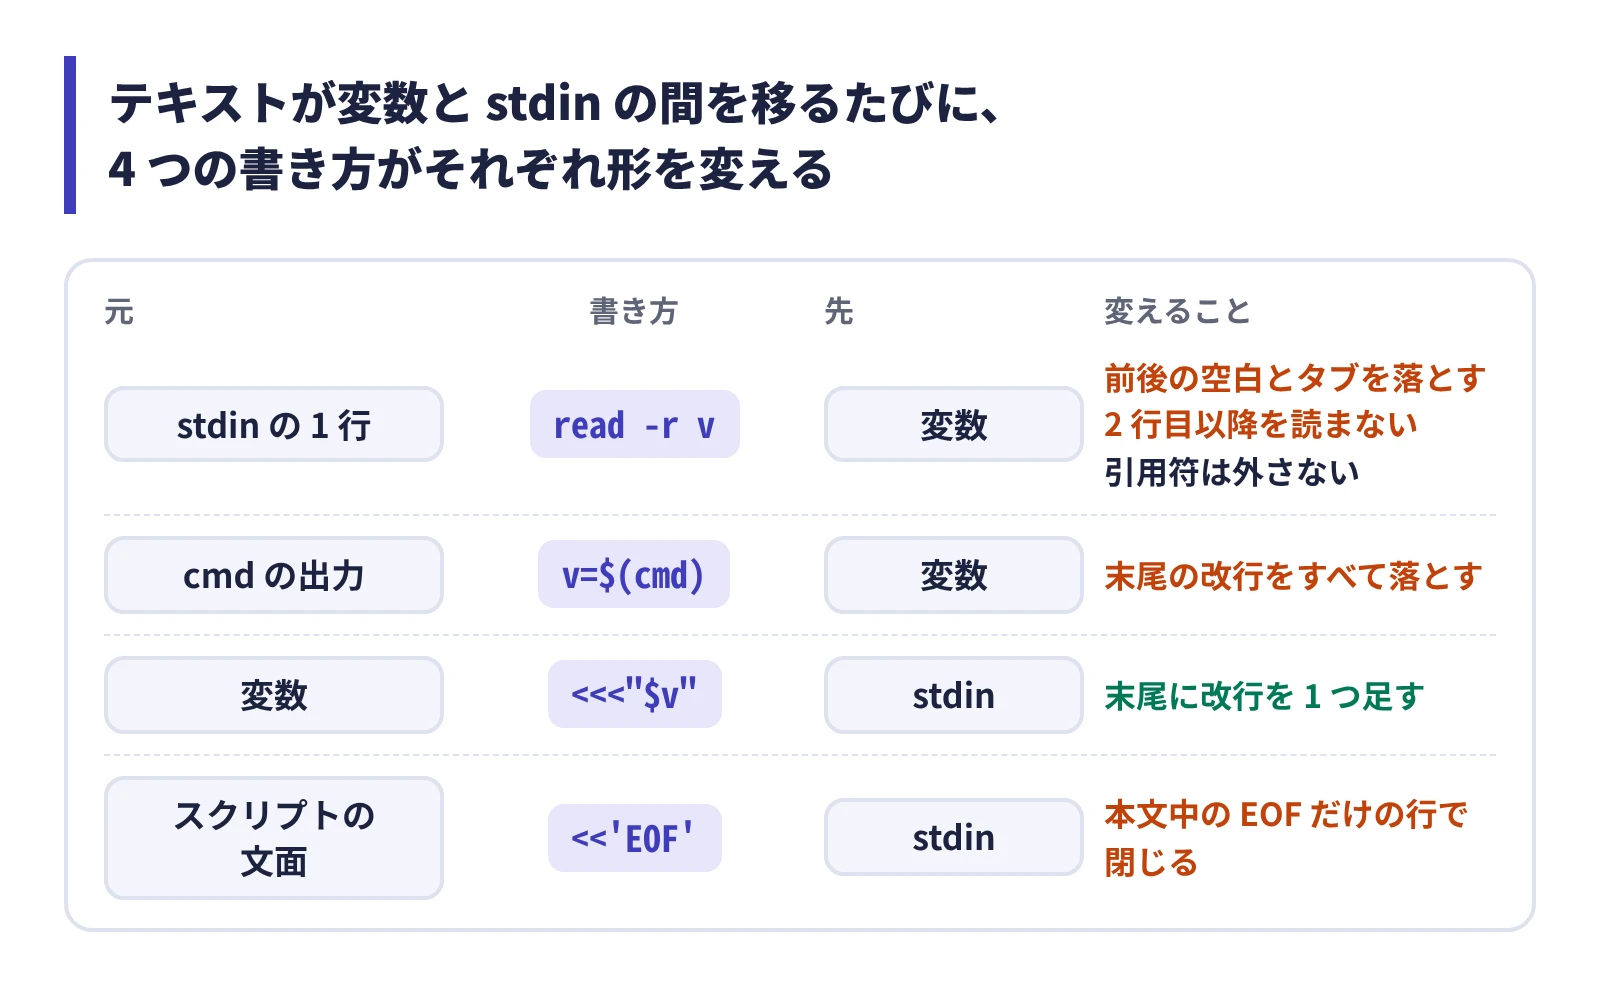 テキストが変数と stdin の間を移るたびに、
4 つの書き方がそれぞれ形を変える
元 書き方 先 変えること
stdin の 1 行 read -r v 変数 前後の空白とタブを落とす
2 行目以降を読まない
引用符は外さない
cmd の出力 v=$(cmd) 変数 末尾の改行をすべて落とす
変数 <<<"$v" stdin 末尾に改行を 1 つ足す
スクリプトの
文面
<<'EOF' stdin
本文中の EOF だけの行で
閉じる